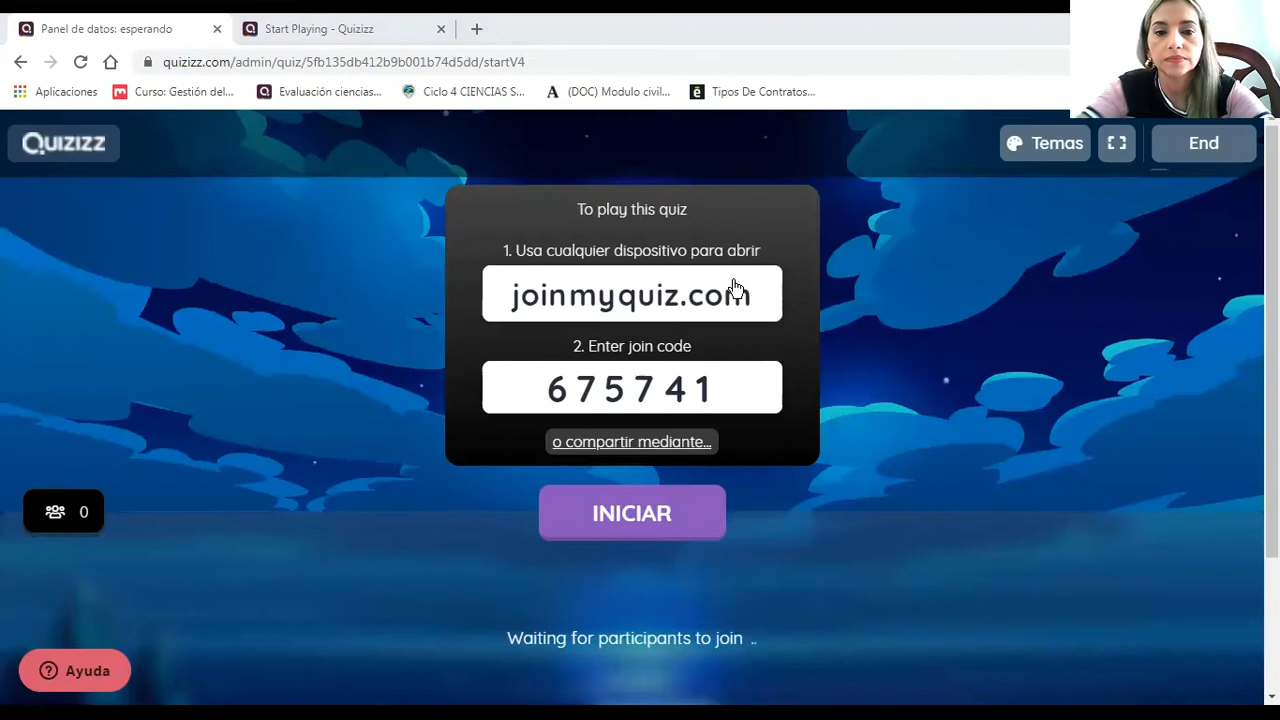 Panel de datos: esperando
Start Playing - Quizizz
quizizz.com/admin/quiz/5fb135db412b9b001b74d5dd/startV4
Aplicaciones
Curso: Gestión del...
Evaluación ciencias...
Ciclo 4 CIENCIAS S...
(DOC) Modulo civil...
Tipos De Contratos...
Quizizz
Temas
End
To play this quiz
1. Usa cualquier dispositivo para abrir
joinmyquiz.com
2. Enter join code
675741
o compartir mediante...
0
INICIAR
Waiting for participants to join ..
Ayuda